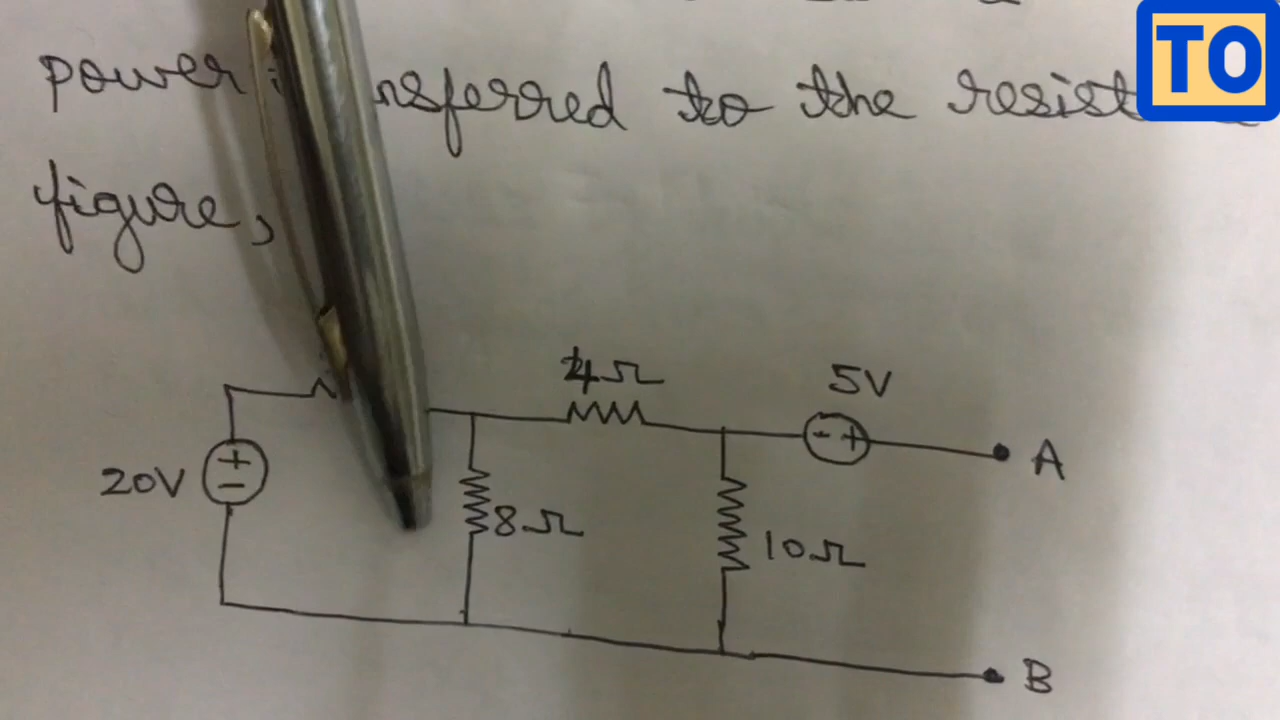 power nsferred to the resist
TO
figure,
4Ω
5V
20V
+
-
- +
A
8Ω
10Ω
B